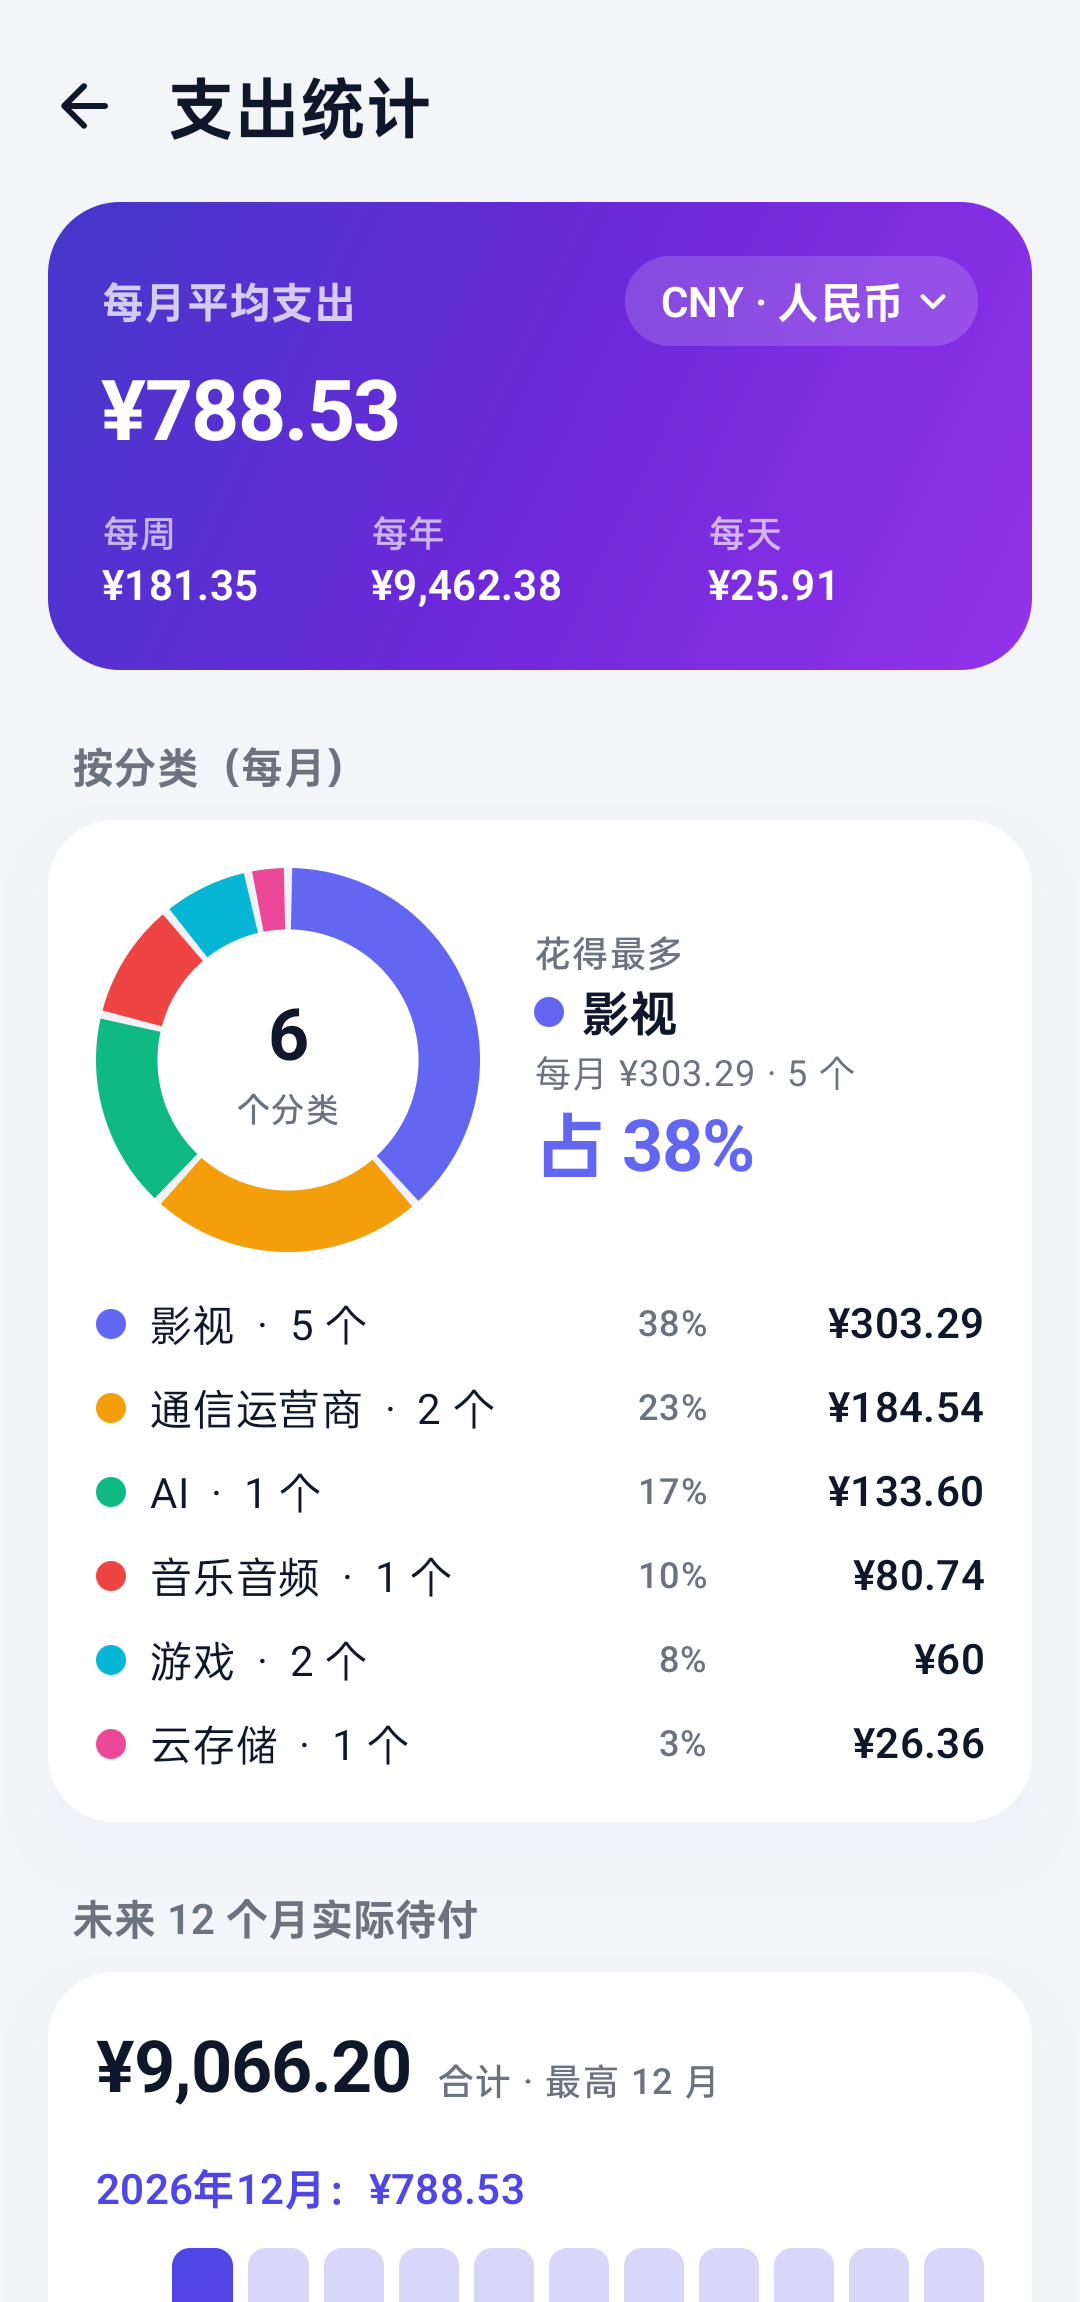 支出统计
每月平均支出
CNY · 人民币
¥788.53
每周 每年 每天
¥181.35 ¥9,462.38 ¥25.91
按分类（每月）
6
个分类
花得最多
影视
每月 ¥303.29 · 5 个
占 38%
影视 · 5 个 38% ¥303.29
通信运营商 · 2 个 23% ¥184.54
AI · 1 个 17% ¥133.60
音乐音频 · 1 个 10% ¥80.74
游戏 · 2 个 8% ¥60
云存储 · 1 个 3% ¥26.36
未来 12 个月实际待付
¥9,066.20 合计 · 最高 12 月
2026年12月：¥788.53